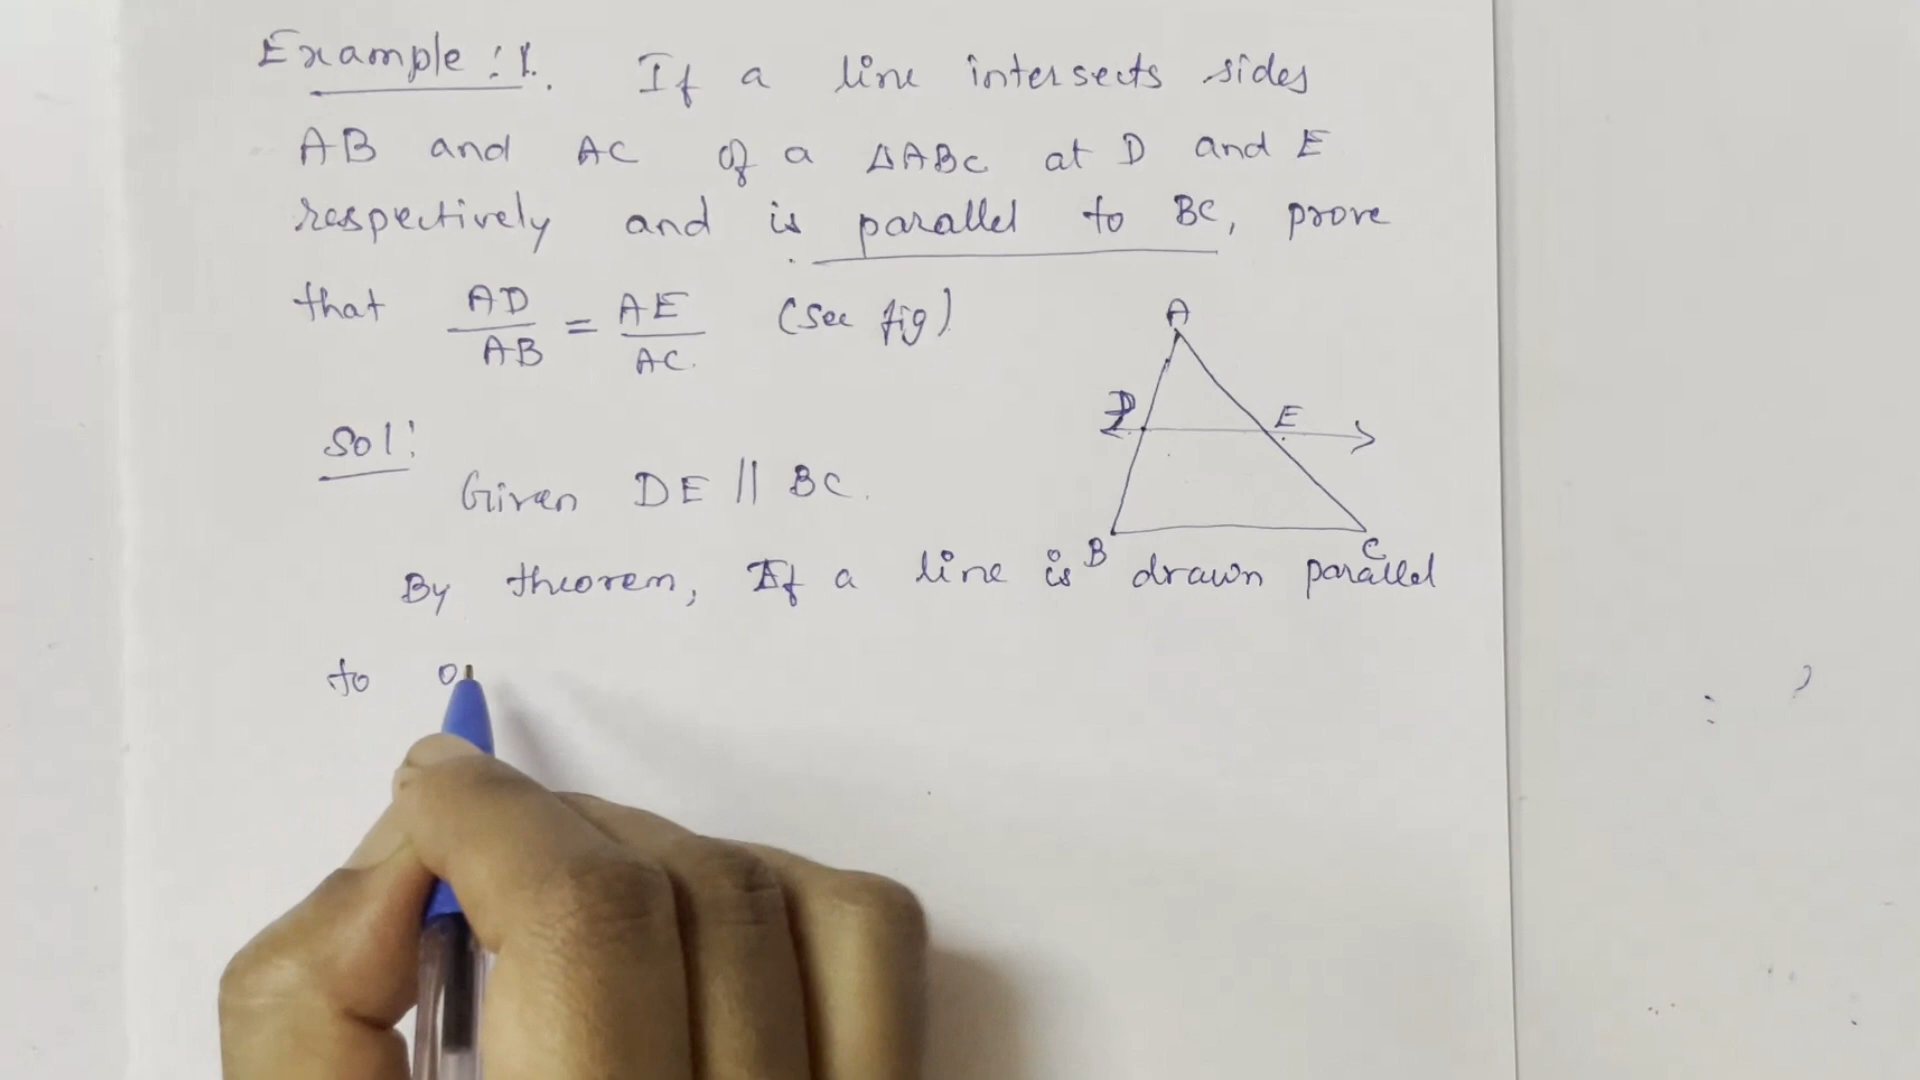 Example : 1. If a line intersects sides
AB and AC of a ΔABC at D and E
respectively and is parallel to BC, prove
that AD/AB = AE/AC. (see fig)
A
D E
B C
Sol:
Given DE || BC.
By theorem, If a line is drawn parallel
to